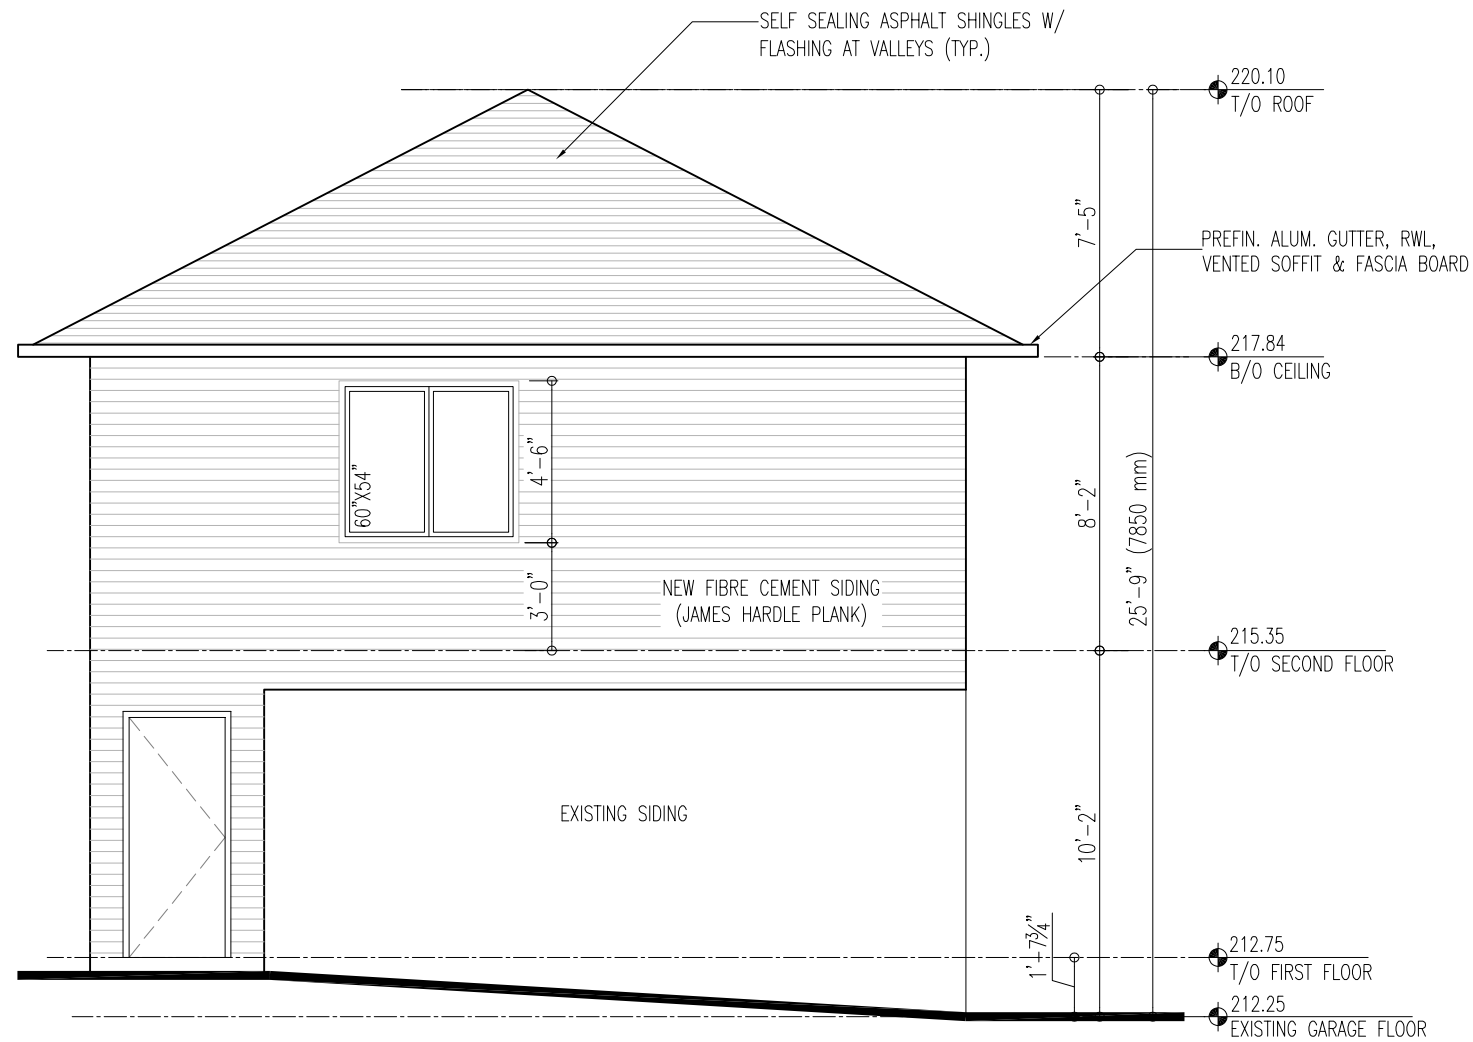 SELF SEALING ASPHALT SHINGLES W/
FLASHING AT VALLEYS (TYP.)
220.10
T/O ROOF
7'-5"
PREFIN. ALUM. GUTTER, RWL,
VENTED SOFFIT & FASCIA BOARD
217.84
B/O CEILING
60"X54"
4'-6"
8'-2"
25'-9" (7850 mm)
3'-0"
NEW FIBRE CEMENT SIDING
(JAMES HARDLE PLANK)
215.35
T/O SECOND FLOOR
EXISTING SIDING
10'-2"
1'-7¾"
212.75
T/O FIRST FLOOR
212.25
EXISTING GARAGE FLOOR